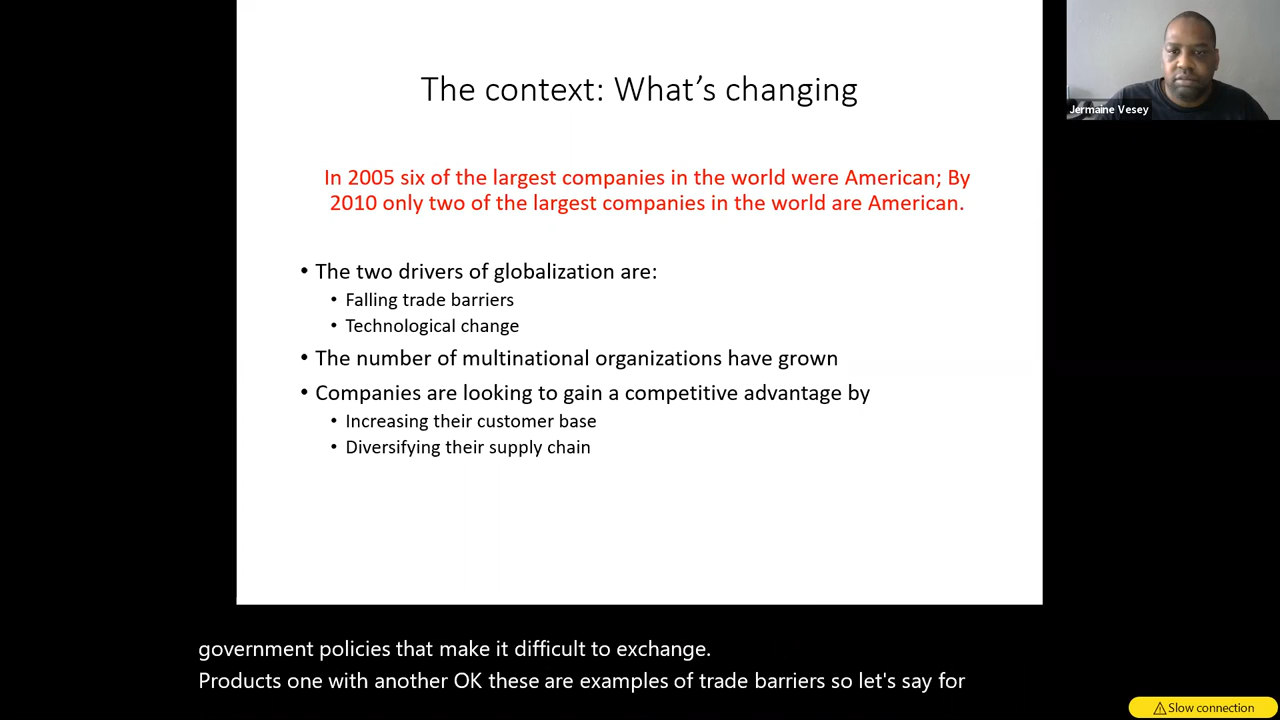 The context: What's changing
Jermaine Vesey
In 2005 six of the largest companies in the world were American; By
2010 only two of the largest companies in the world are American.
• The two drivers of globalization are:
• Falling trade barriers
• Technological change
• The number of multinational organizations have grown
• Companies are looking to gain a competitive advantage by
• Increasing their customer base
• Diversifying their supply chain
government policies that make it difficult to exchange.
Products one with another OK these are examples of trade barriers so let's say for
Slow connection